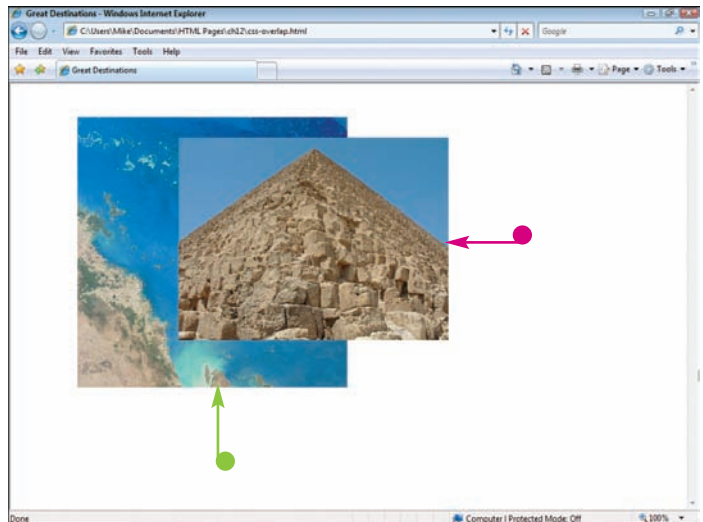 Great Destinations - Windows Internet Explorer
C:\Users\Mike\Documents\HTML Pages\ch12\css-overlap.html
Google
File Edit View Favorites Tools Help
Great Destinations
Page Tools
Done
Computer | Protected Mode: Off
100%